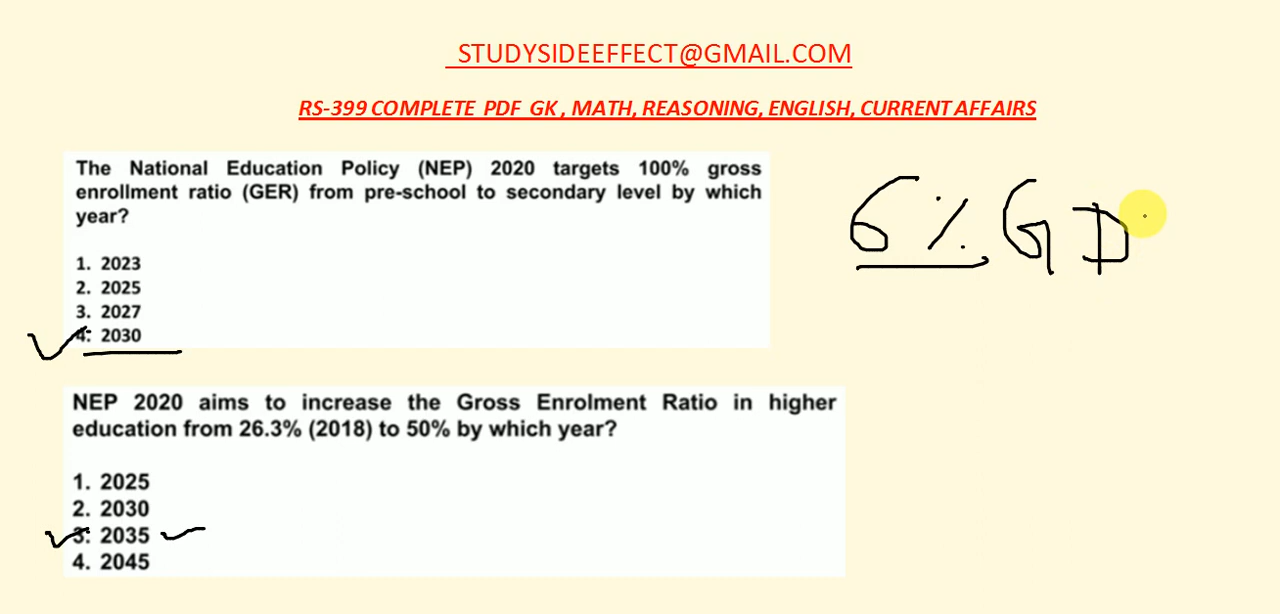 STUDYSIDEEFFECT@GMAIL.COM
RS-399 COMPLETE PDF GK , MATH, REASONING, ENGLISH, CURRENT AFFAIRS
The National Education Policy (NEP) 2020 targets 100% gross
enrollment ratio (GER) from pre-school to secondary level by which
year?
1. 2023
2. 2025
3. 2027
4. 2030
6% GD
NEP 2020 aims to increase the Gross Enrolment Ratio in higher
education from 26.3% (2018) to 50% by which year?
1. 2025
2. 2030
3. 2035
4. 2045